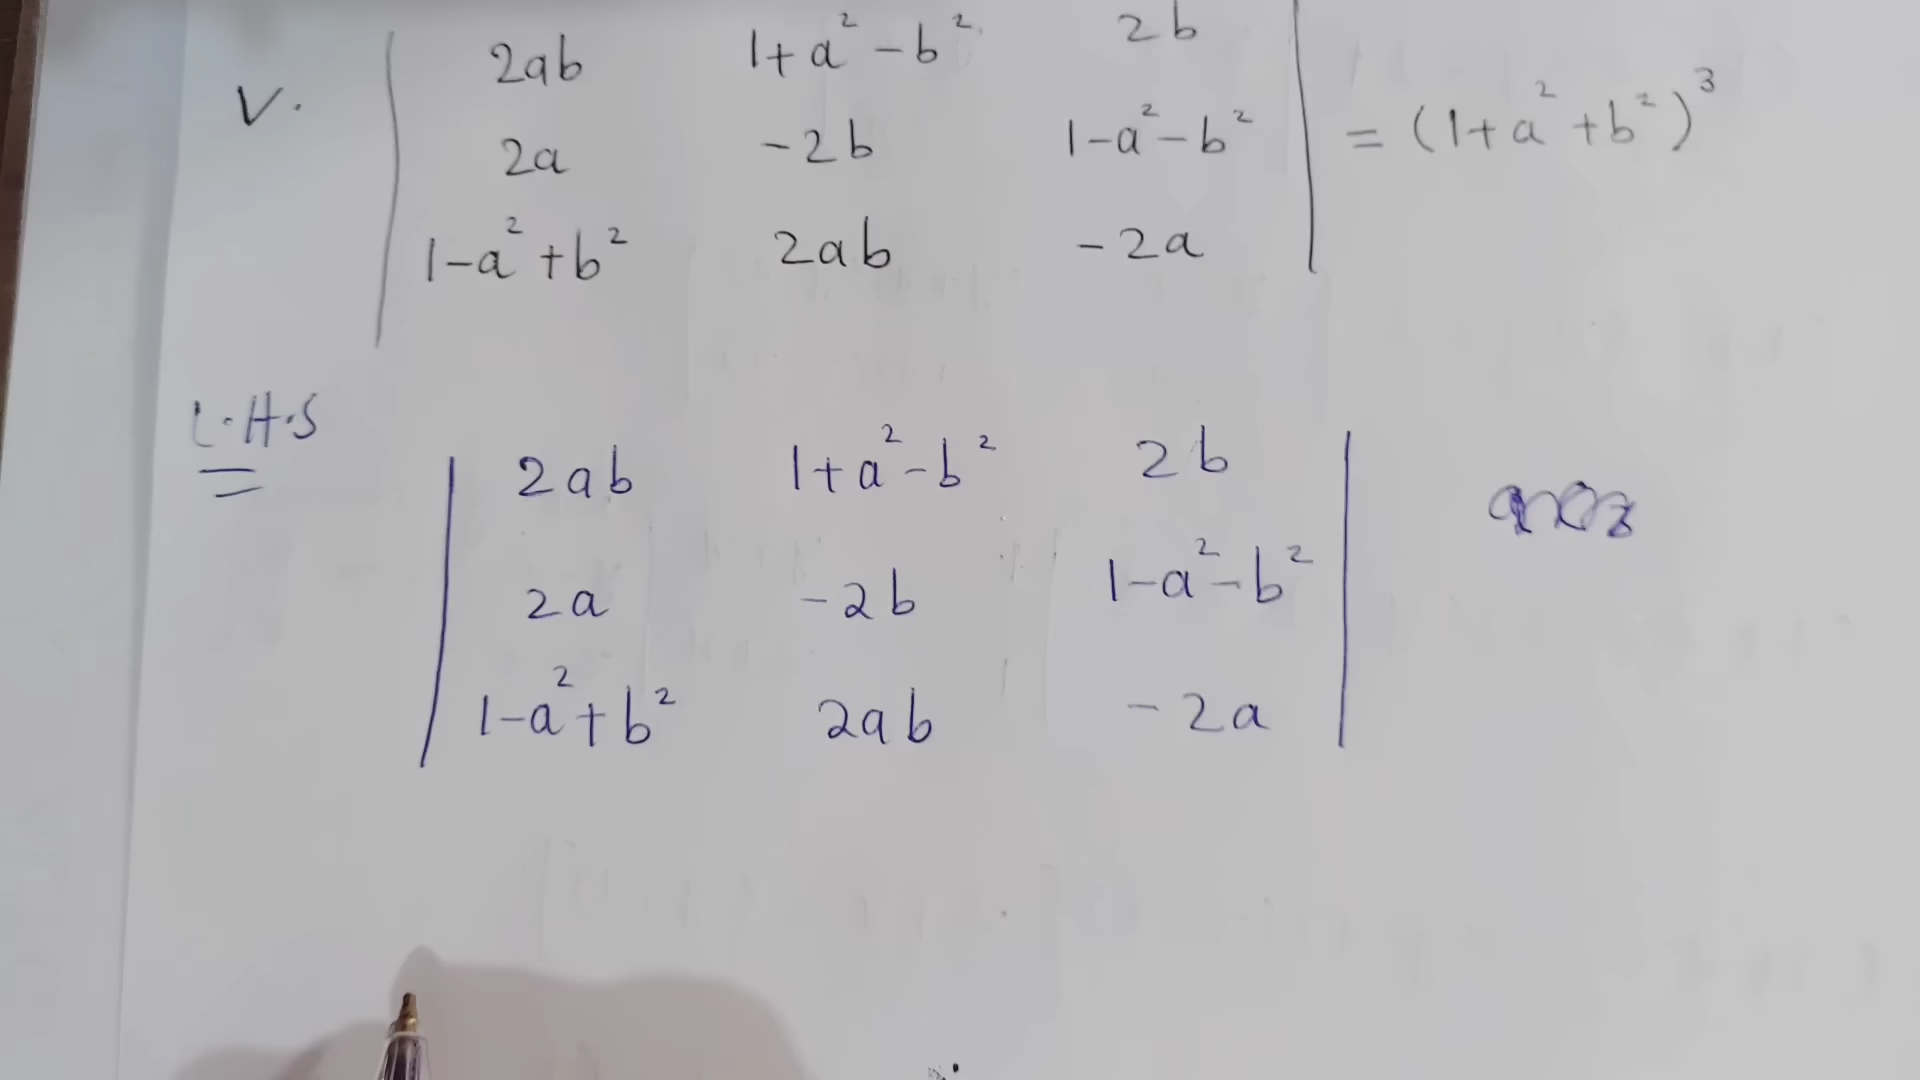 V. | 2ab 1+a²-b² 2b |
| 2a -2b 1-a²-b² | = (1+a²+b²)³
| 1-a²+b² 2ab -2a |
L.H.S
| 2ab 1+a²-b² 2b |
| 2a -2b 1-a²-b² |
| 1-a²+b² 2ab -2a |